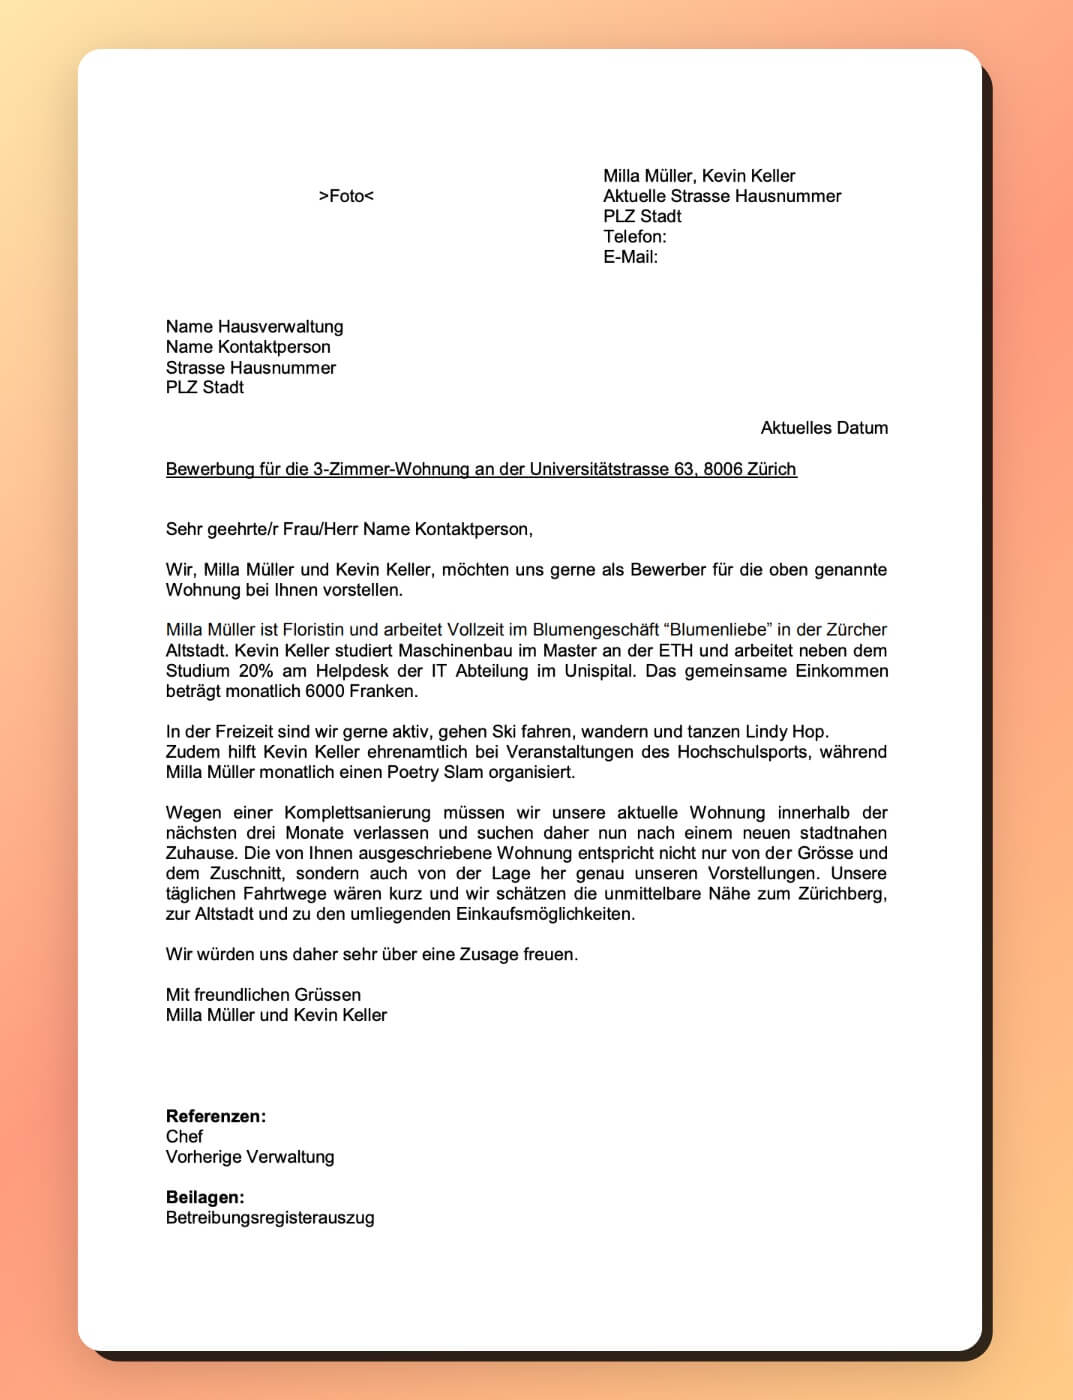 >Foto<
Milla Müller, Kevin Keller
Aktuelle Strasse Hausnummer
PLZ Stadt
Telefon:
E-Mail:
Name Hausverwaltung
Name Kontaktperson
Strasse Hausnummer
PLZ Stadt
Aktuelles Datum
Bewerbung für die 3-Zimmer-Wohnung an der Universitätstrasse 63, 8006 Zürich
Sehr geehrte/r Frau/Herr Name Kontaktperson,
Wir, Milla Müller und Kevin Keller, möchten uns gerne als Bewerber für die oben genannte
Wohnung bei Ihnen vorstellen.
Milla Müller ist Floristin und arbeitet Vollzeit im Blumengeschäft “Blumenliebe” in der Zürcher
Altstadt. Kevin Keller studiert Maschinenbau im Master an der ETH und arbeitet neben dem
Studium 20% am Helpdesk der IT Abteilung im Unispital. Das gemeinsame Einkommen
beträgt monatlich 6000 Franken.
In der Freizeit sind wir gerne aktiv, gehen Ski fahren, wandern und tanzen Lindy Hop.
Zudem hilft Kevin Keller ehrenamtlich bei Veranstaltungen des Hochschulsports, während
Milla Müller monatlich einen Poetry Slam organisiert.
Wegen einer Komplettsanierung müssen wir unsere aktuelle Wohnung innerhalb der
nächsten drei Monate verlassen und suchen daher nun nach einem neuen stadtnahen
Zuhause. Die von Ihnen ausgeschriebene Wohnung entspricht nicht nur von der Grösse und
dem Zuschnitt, sondern auch von der Lage her genau unseren Vorstellungen. Unsere
täglichen Fahrtwege wären kurz und wir schätzen die unmittelbare Nähe zum Zürichberg,
zur Altstadt und zu den umliegenden Einkaufsmöglichkeiten.
Wir würden uns daher sehr über eine Zusage freuen.
Mit freundlichen Grüssen
Milla Müller und Kevin Keller
Referenzen:
Chef
Vorherige Verwaltung
Beilagen:
Betreibungsregisterauszug